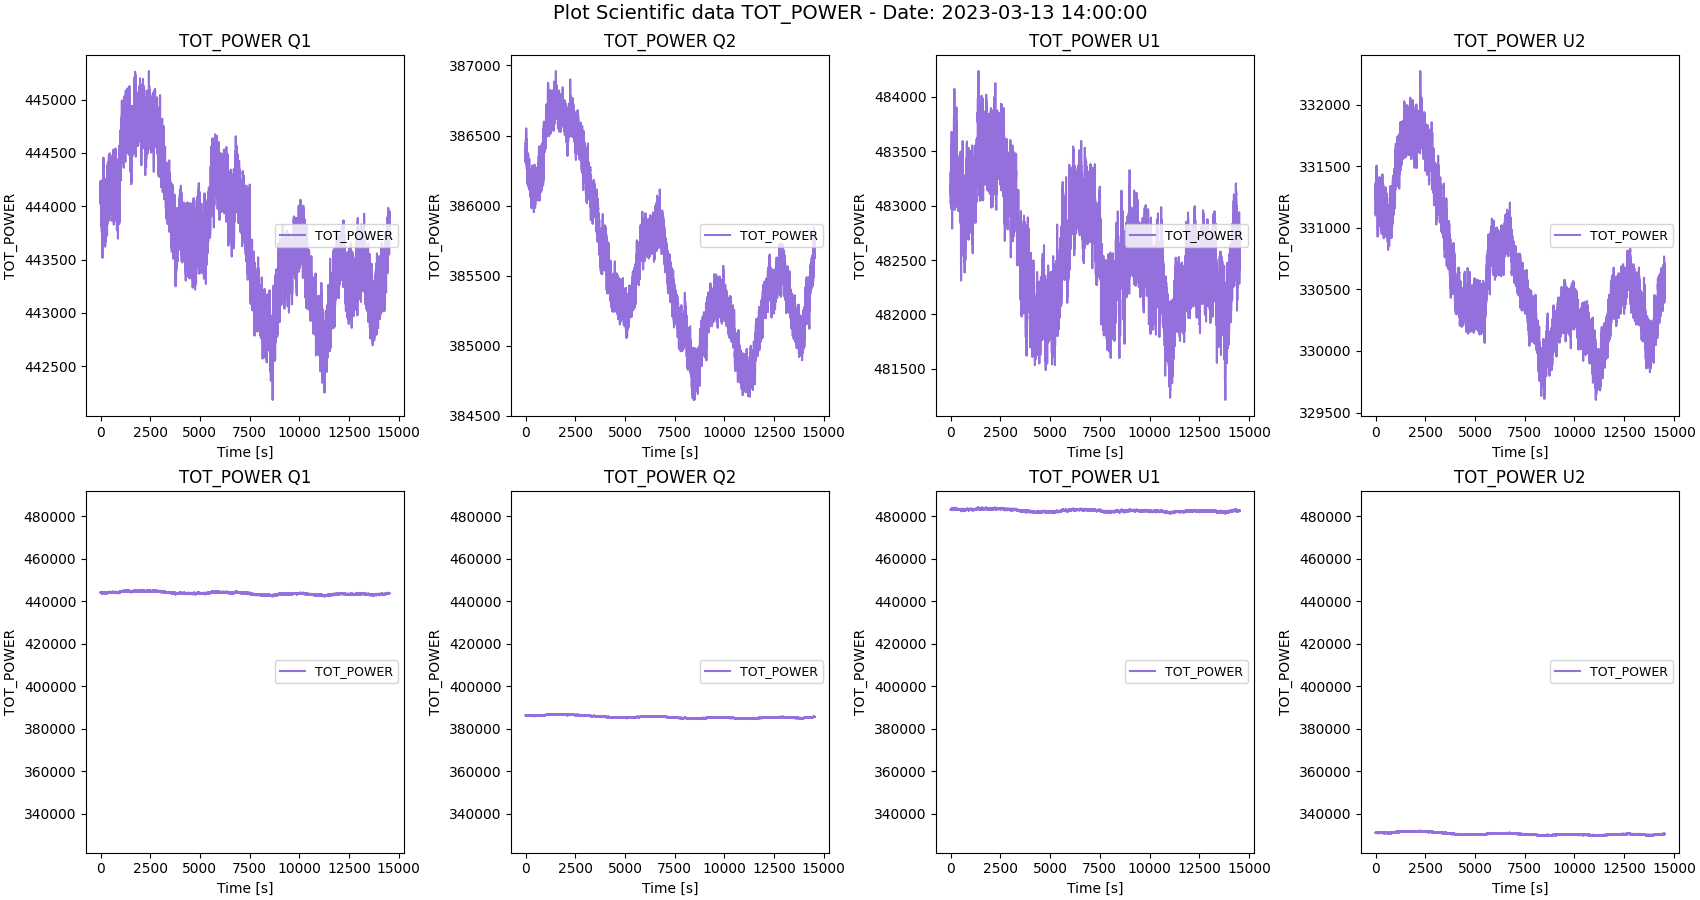 Plot Scientific data TOT_POWER - Date: 2023-03-13 14:00:00
TOT_POWER Q1
TOT_POWER
445000
444500
444000
443500
443000
442500
TOT_POWER
0 2500 5000 7500 10000 12500 15000
Time [s]
TOT_POWER Q2
TOT_POWER
387000
386500
386000
385500
385000
384500
TOT_POWER
0 2500 5000 7500 10000 12500 15000
Time [s]
TOT_POWER U1
TOT_POWER
484000
483500
483000
482500
482000
481500
TOT_POWER
0 2500 5000 7500 10000 12500 15000
Time [s]
TOT_POWER U2
TOT_POWER
332000
331500
331000
330500
330000
329500
TOT_POWER
0 2500 5000 7500 10000 12500 15000
Time [s]
TOT_POWER Q1
TOT_POWER
480000
460000
440000
420000
400000
380000
360000
340000
TOT_POWER
0 2500 5000 7500 10000 12500 15000
Time [s]
TOT_POWER Q2
TOT_POWER
480000
460000
440000
420000
400000
380000
360000
340000
TOT_POWER
0 2500 5000 7500 10000 12500 15000
Time [s]
TOT_POWER U1
TOT_POWER
480000
460000
440000
420000
400000
380000
360000
340000
TOT_POWER
0 2500 5000 7500 10000 12500 15000
Time [s]
TOT_POWER U2
TOT_POWER
480000
460000
440000
420000
400000
380000
360000
340000
TOT_POWER
0 2500 5000 7500 10000 12500 15000
Time [s]